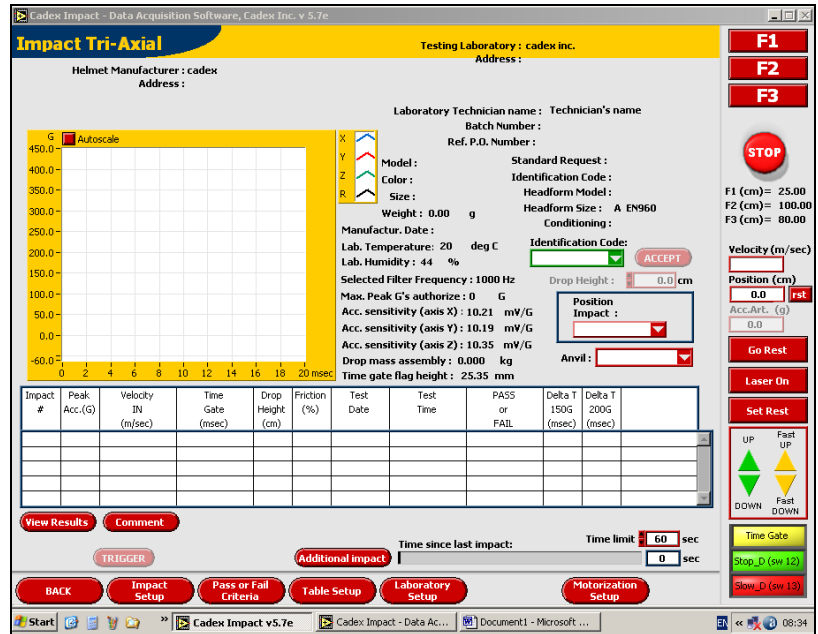 Cadex Impact - Data Acquisition Software, Cadex Inc. v 5.7e
Impact Tri-Axial
Testing Laboratory : cadex inc.
Address :
Helmet Manufacturer : cadex
Address :
Laboratory Technician name : Technician's name
Batch Number :
Ref. P.O. Number :
G
Autoscale
450.0
400.0
350.0
300.0
250.0
200.0
150.0
100.0
50.0
0.0
-60.0
0 2 4 6 8 10 12 14 16 18 20 msec
X
Y
Z
R
Model :
Color :
Size :
Weight : 0.00 g
Manufactur. Date :
Lab. Temperature: 20 deg C
Lab. Humidity : 44 %
Selected Filter Frequency : 1000 Hz
Max. Peak G's authorize : 0 G
Acc. sensitivity (axis X) : 10.21 mV/G
Acc. sensitivity (axis Y) : 10.19 mV/G
Acc. sensitivity (axis Z) : 10.35 mV/G
Drop mass assembly : 0.000 kg
Time gate flag height : 25.35 mm
Standard Request :
Identification Code :
Headform Model :
Headform Size : A EN960
Conditioning :
Identification Code:
ACCEPT
Drop Height : 0.0 cm
Position
Impact :
Anvil :
Impact # Peak Acc.(G) Velocity IN (m/sec) Time Gate (msec) Drop Height (cm) Friction (%) Test Date Test Time PASS or FAIL Delta T 150G (msec) Delta T 200G (msec)
View Results
Comment
TRIGGER
Additional impact
Time since last impact:
Time limit 60 sec
0 sec
BACK
Impact Setup
Pass or Fail Criteria
Table Setup
Laboratory Setup
Motorization Setup
F1
F2
F3
STOP
F1 (cm)= 25.00
F2 (cm)= 100.00
F3 (cm)= 80.00
Velocity (m/sec)
Position (cm)
0.0 rst
Acc.Art. (g)
0.0
Go Rest
Laser On
Set Rest
UP Fast UP
DOWN Fast DOWN
Time Gate
Stop_D (sw 12)
Slow_D (sw 13)
Start
»
Cadex Impact v5.7e
Cadex Impact - Data Ac...
Document1 - Microsoft ...
EN « 08:34